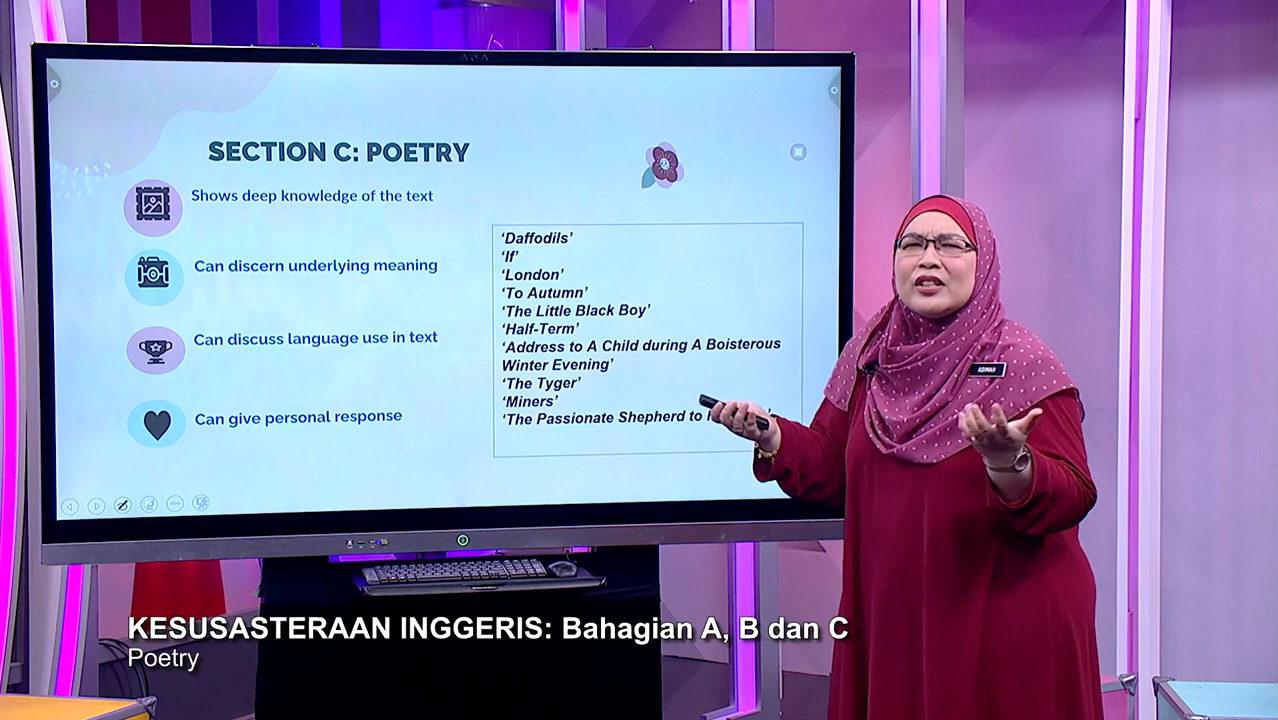 SECTION C: POETRY
Shows deep knowledge of the text
Can discern underlying meaning
Can discuss language use in text
Can give personal response
‘Daffodils’
‘If’
‘London’
‘To Autumn’
‘The Little Black Boy’
‘Half-Term’
‘Address to A Child during A Boisterous
Winter Evening’
‘The Tyger’
‘Miners’
‘The Passionate Shepherd to
ASIMAH
KESUSASTERAAN INGGERIS: Bahagian A, B dan C
Poetry